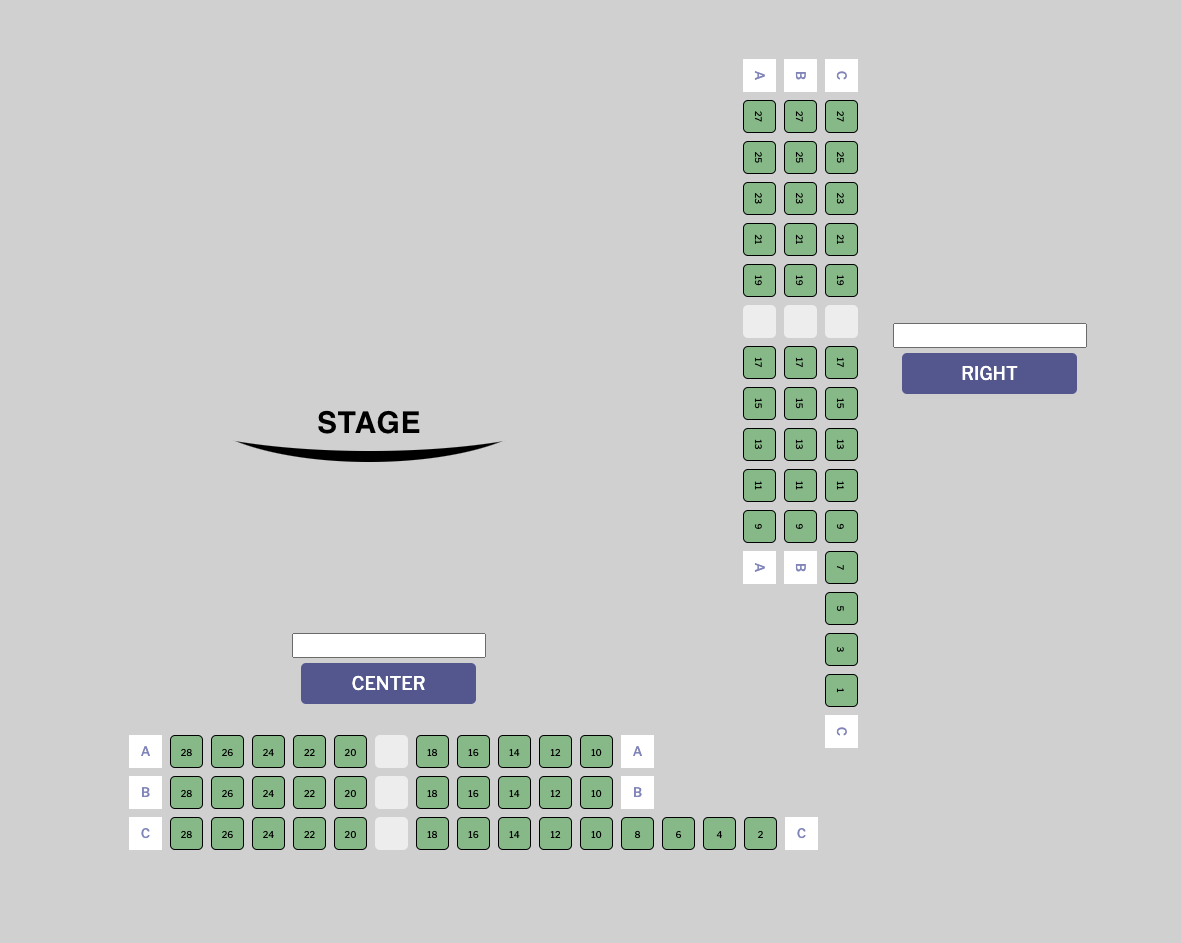 A B C
27 27 27
25 25 25
23 23 23
21 21 21
19 19 19
17 17 17
RIGHT
15 15 15
STAGE
13 13 13
11 11 11
9 9 9
A B 7
5
3
1
CENTER
C
A 28 26 24 22 20 18 16 14 12 10 A
B 28 26 24 22 20 18 16 14 12 10 B
C 28 26 24 22 20 18 16 14 12 10 8 6 4 2 C